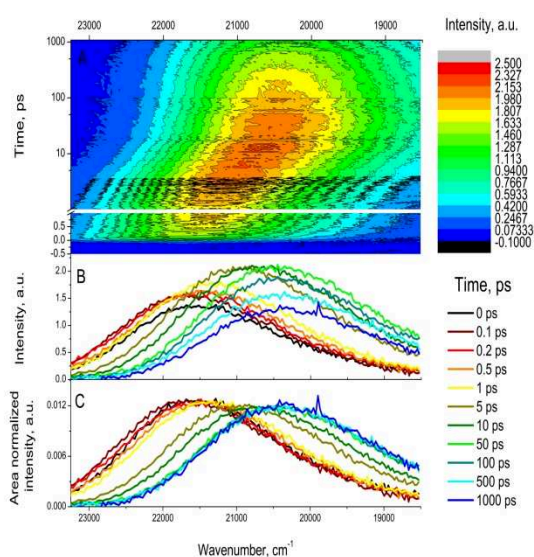 23000 22000 21000 20000 19000
Intensity, a.u.
A
Time, ps
1000
100
10
0.5
0.0
-0.5
2.500
2.327
2.153
1.980
1.807
1.633
1.460
1.287
1.113
0.9400
0.7667
0.5933
0.4200
0.2467
0.07333
-0.1000
B
Intensity, a.u.
2.0
1.5
1.0
0.5
0.0
C
Area normalized
intensity, a.u.
0.012
0.006
0.000
23000 22000 21000 20000 19000
Wavenumber, cm⁻¹
Time, ps
0 ps
0.1 ps
0.2 ps
0.5 ps
1 ps
5 ps
10 ps
50 ps
100 ps
500 ps
1000 ps